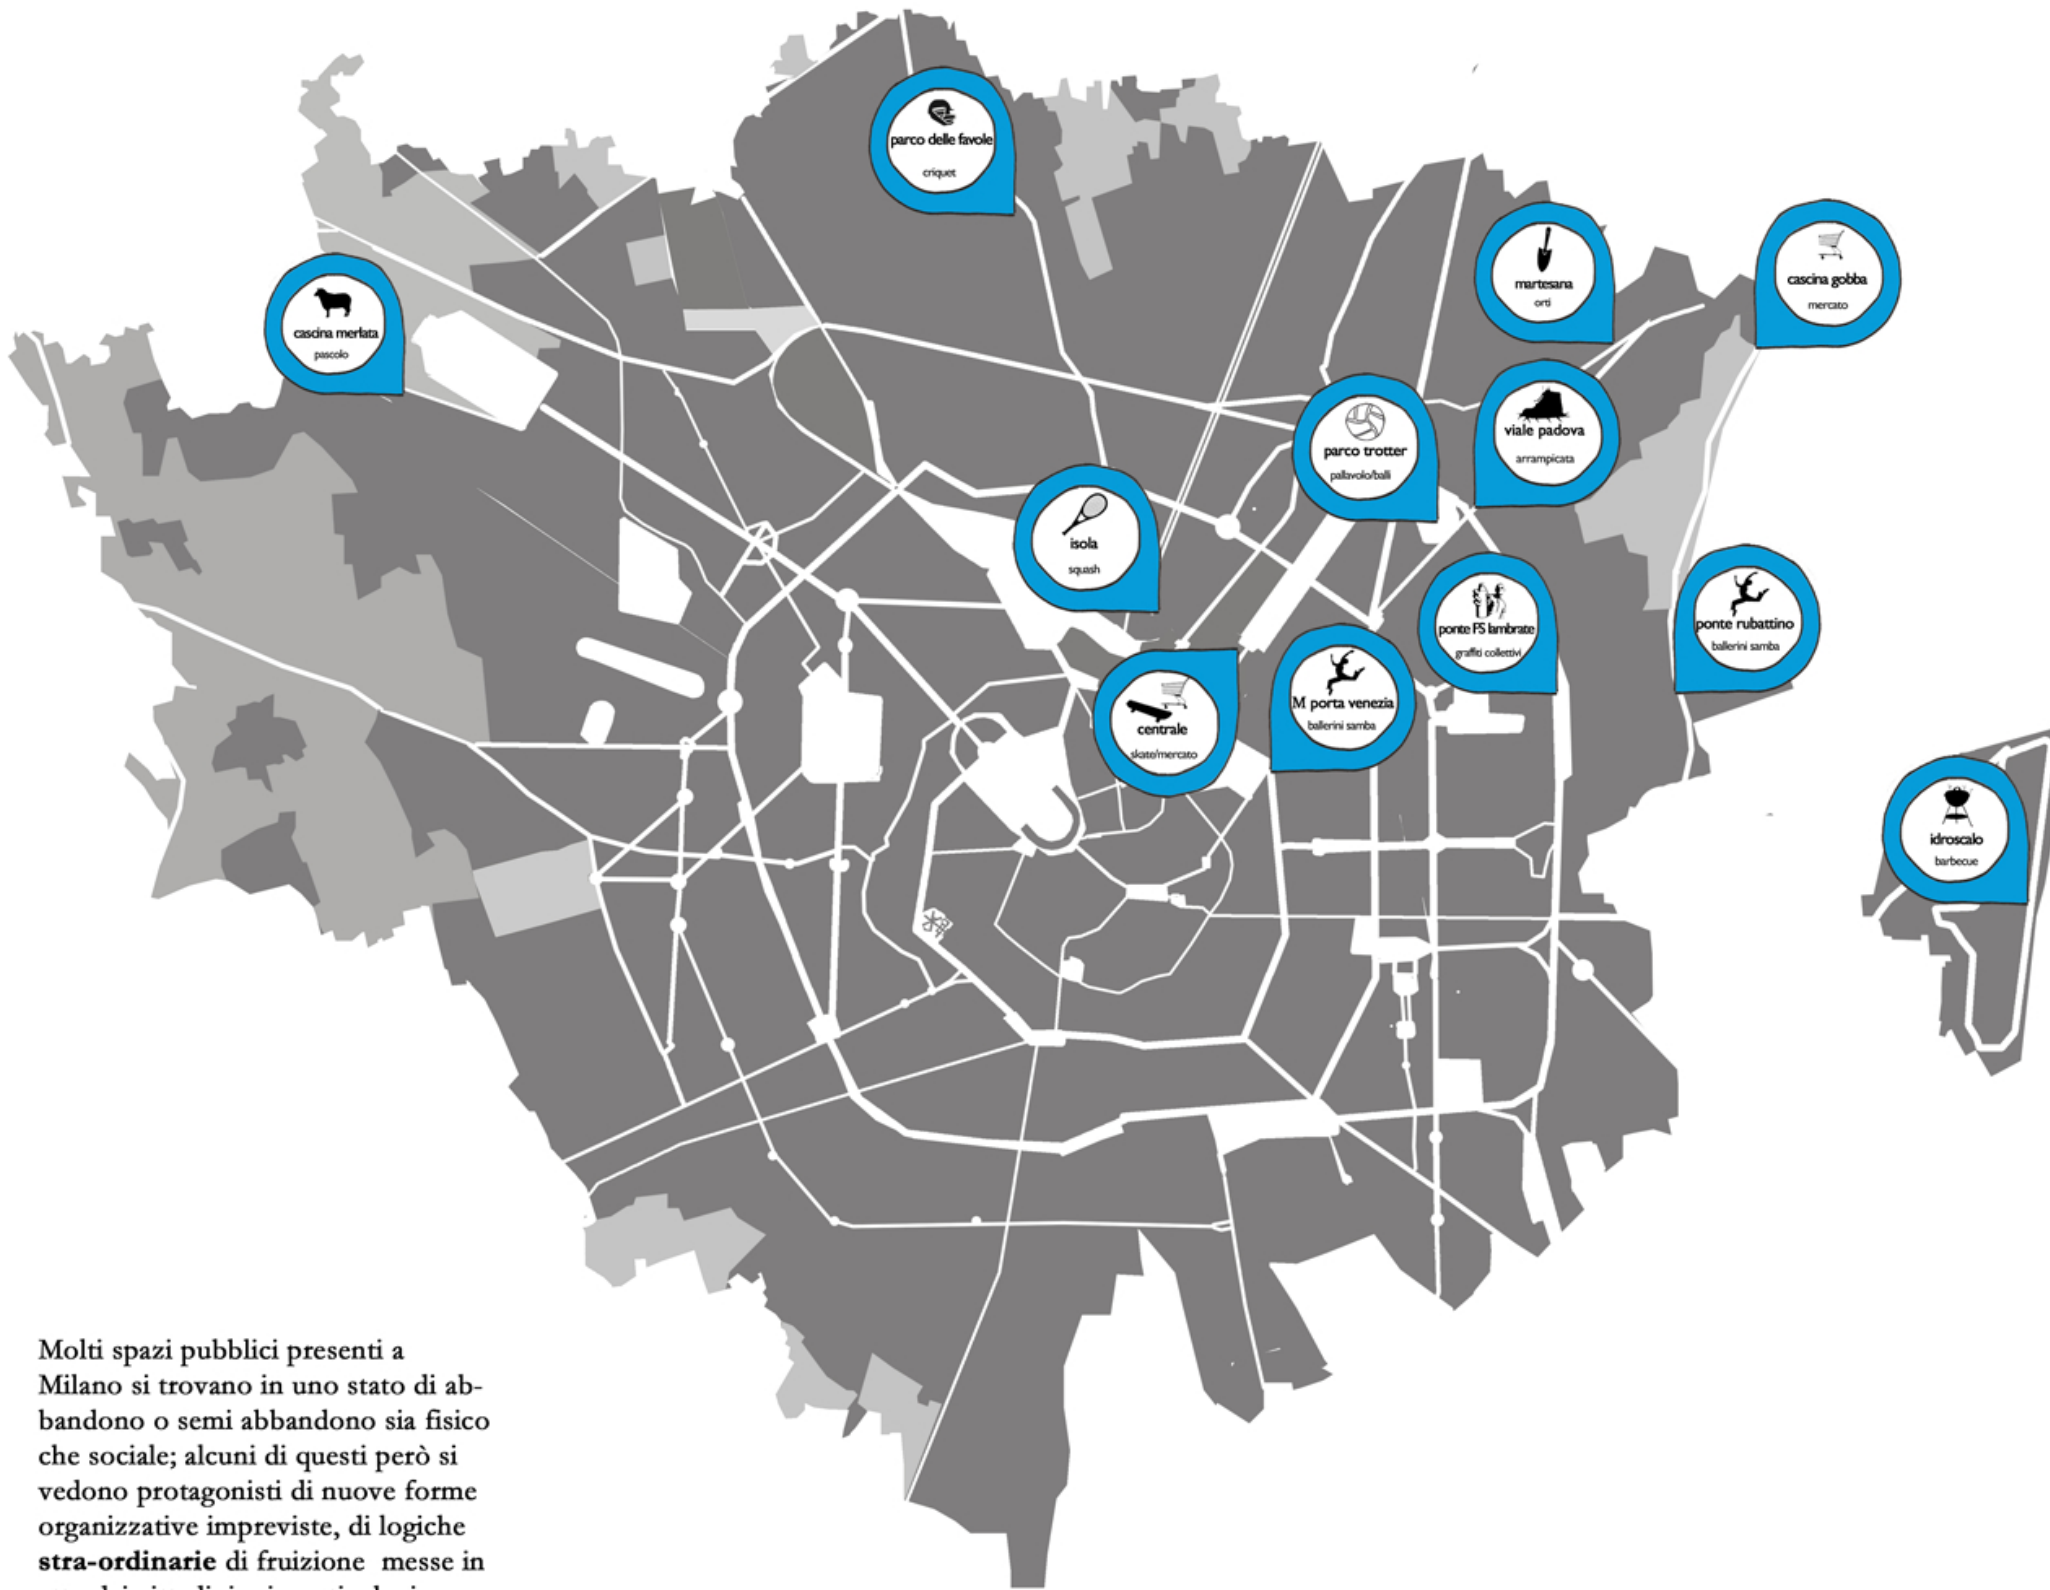 parco delle favole
criquet
martesana
orti
cascina gobba
mercato
cascina merlata
pascolo
parco trotter
pallavolo/balli
viale padova
arrampicata
isola
squash
ponte FS lambrate
graffiti collettivi
ponte rubattino
ballerini samba
M porta venezia
ballerini samba
centrale
skate/mercato
idroscalo
barbecue
Molti spazi pubblici presenti a
Milano si trovano in uno stato di ab-
bandono o semi abbandono sia fisico
che sociale; alcuni di questi però si
vedono protagonisti di nuove forme
organizzative impreviste, di logiche
stra-ordinarie di fruizione messe in